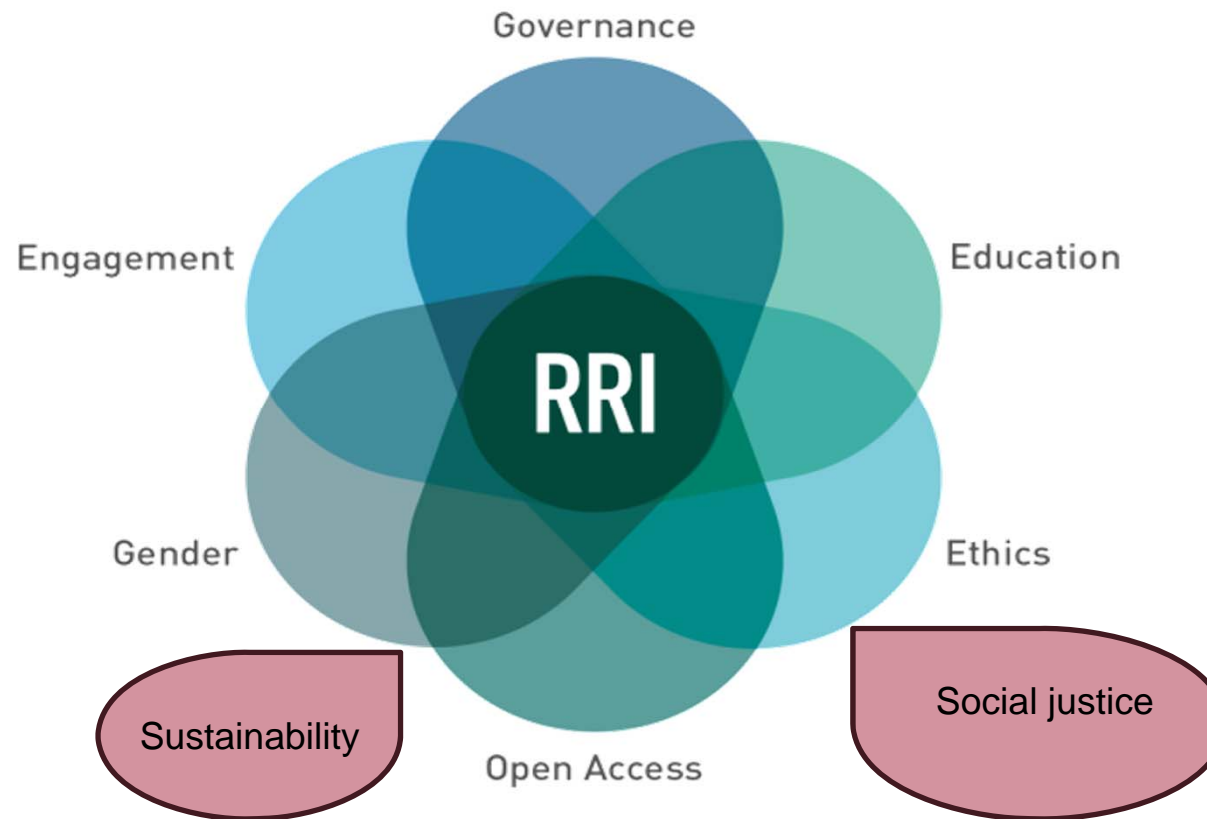 Governance
Engagement
Education
RRI
Gender
Ethics
Sustainability
Social justice
Open Access